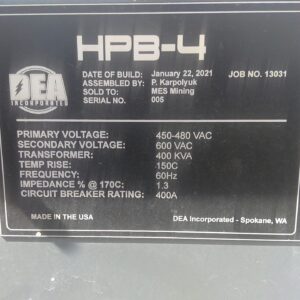 HPB-4
DEA
INCORPORATED
DATE OF BUILD: January 22, 2021 JOB NO. 13031
ASSEMBLED BY: P. Karpolyuk
SOLD TO: MES Mining
SERIAL NO. 005
PRIMARY VOLTAGE: 450-480 VAC
SECONDARY VOLTAGE: 600 VAC
TRANSFORMER: 400 KVA
TEMP RISE: 150C
FREQUENCY: 60Hz
IMPEDANCE % @ 170C: 1.3
CIRCUIT BREAKER RATING: 400A
MADE IN THE USA DEA Incorporated - Spokane, WA